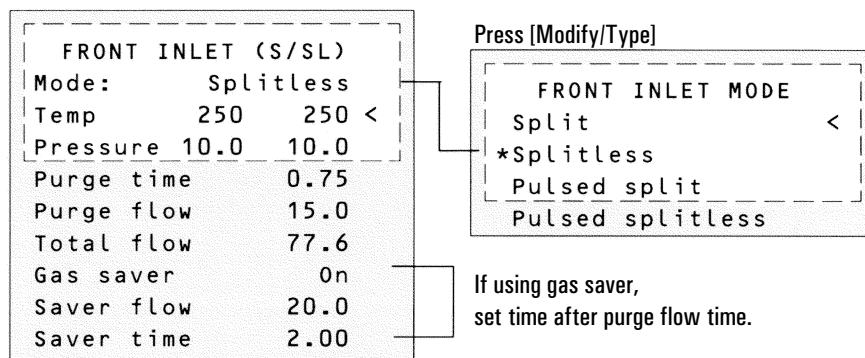 FRONT INLET (S/SL)
Mode: Splitless
Temp 250 250 <
Pressure 10.0 10.0
Purge time 0.75
Purge flow 15.0
Total flow 77.6
Gas saver On
Saver flow 20.0
Saver time 2.00
Press [Modify/Type]
FRONT INLET MODE
Split <
*Splitless
Pulsed split
Pulsed splitless
If using gas saver,
set time after purge flow time.